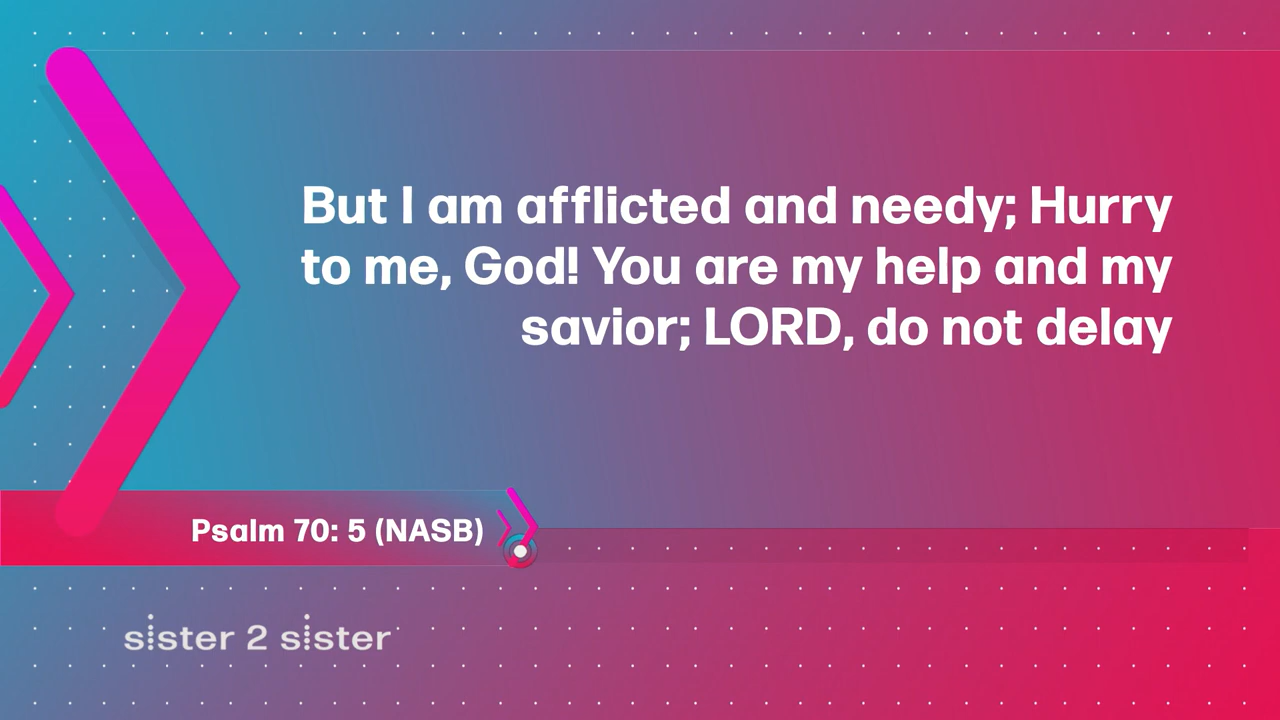 But I am afflicted and needy; Hurry
to me, God! You are my help and my
savior; LORD, do not delay
Psalm 70: 5 (NASB)
sister 2 sister